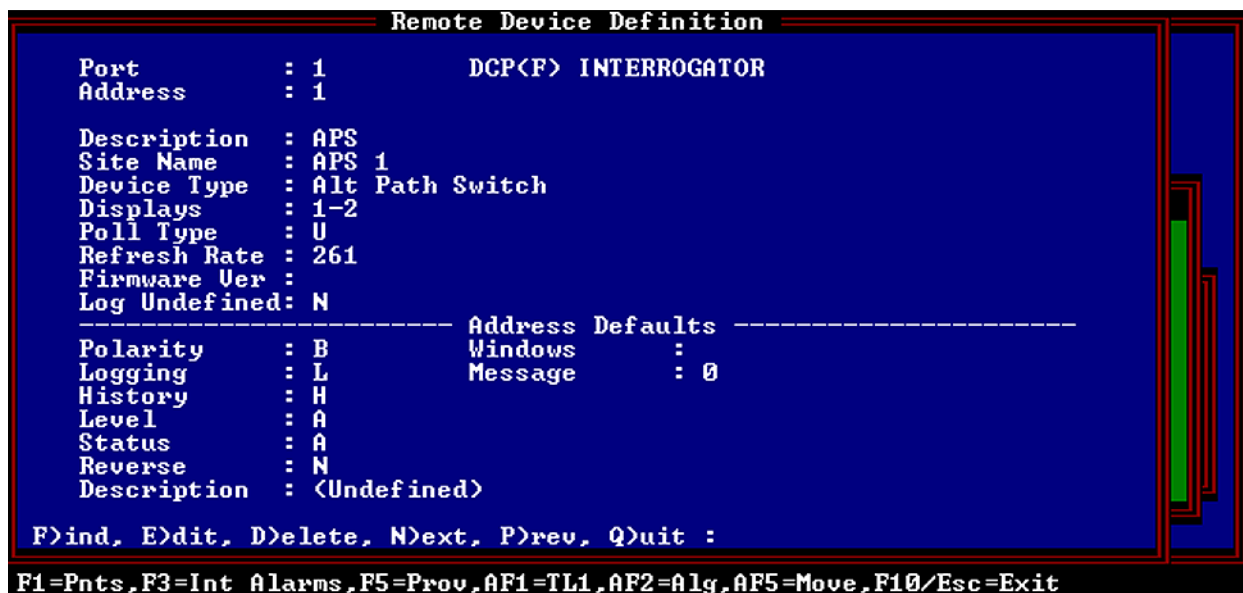 Remote Device Definition
Port : 1 DCP(F) INTERROGATOR
Address : 1
Description : APS
Site Name : APS 1
Device Type : Alt Path Switch
Displays : 1-2
Poll Type : U
Refresh Rate : 261
Firmware Ver :
Log Undefined: N
------------------------ Address Defaults ----------------------
Polarity : B Windows :
Logging : L Message : 0
History : H
Level : A
Status : A
Reverse : N
Description : (Undefined)
F)ind, E)dit, D)elete, N)ext, P)rev, Q)uit :
F1=Pnts,F3=Int Alarms,F5=Prov,AF1=TL1,AF2=Alg,AF5=Move,F10/Esc=Exit